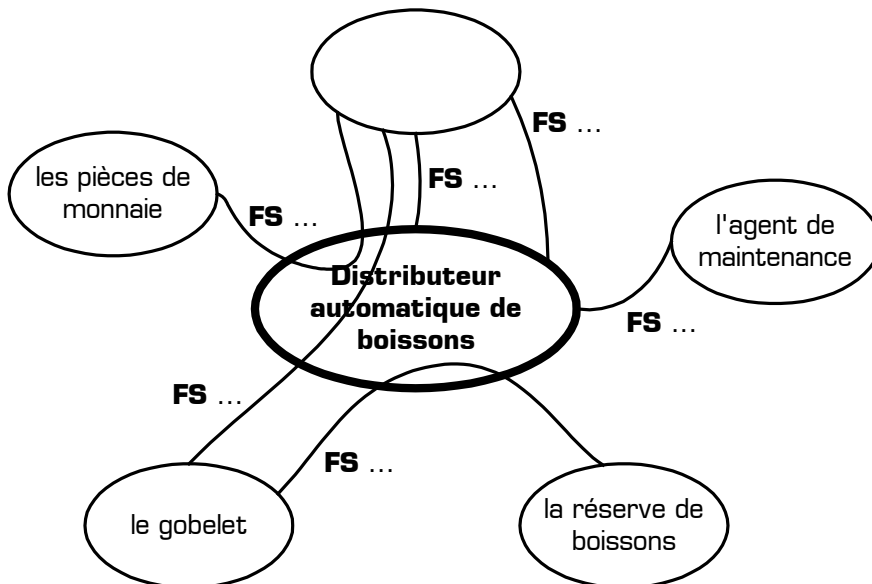 FS ...
les pièces de
monnaie
FS ...
FS ...
l'agent de
maintenance
Distributeur
automatique de
boissons
FS ...
FS ...
FS ...
le gobelet
la réserve de
boissons